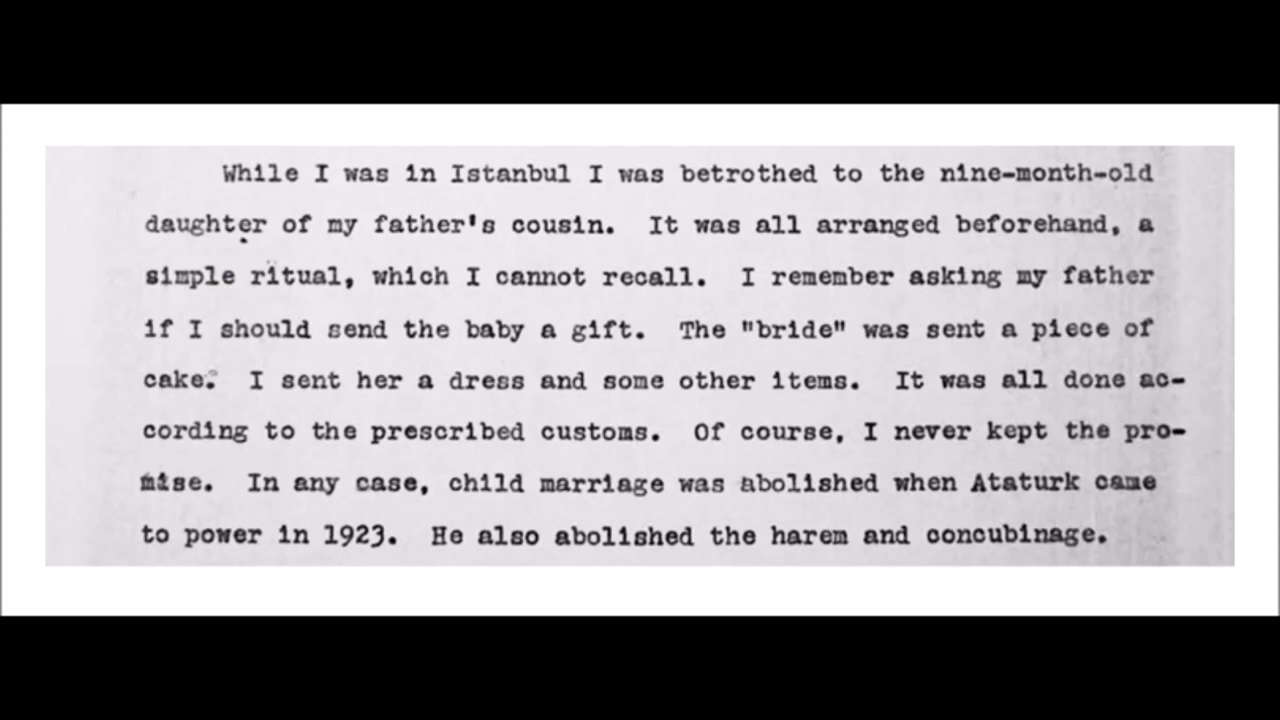 While I was in Istanbul I was betrothed to the nine-month-old
daughter of my father's cousin. It was all arranged beforehand, a
simple ritual, which I cannot recall. I remember asking my father
if I should send the baby a gift. The "bride" was sent a piece of
cake. I sent her a dress and some other items. It was all done ac-
cording to the prescribed customs. Of course, I never kept the pro-
mise. In any case, child marriage was abolished when Ataturk came
to power in 1923. He also abolished the harem and concubinage.